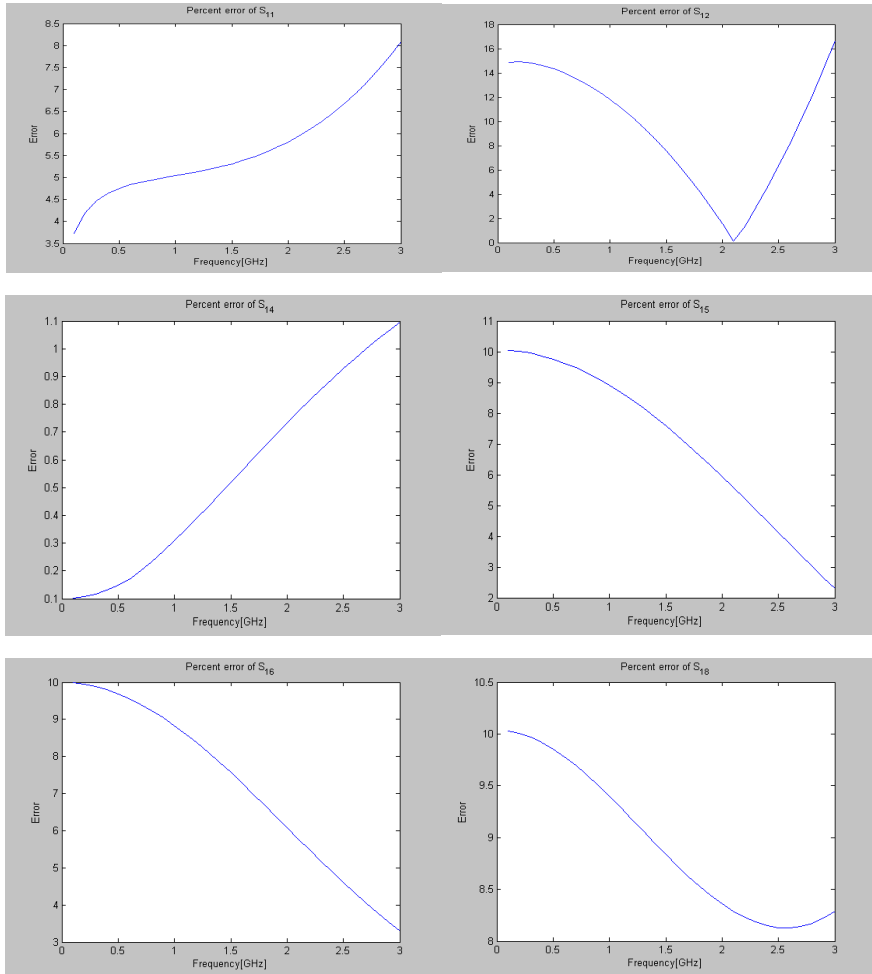 Percent error of S11
8.5
8
7.5
7
6.5
6
5.5
5
4.5
4
3.5
Error
0 0.5 1 1.5 2 2.5 3
Frequency[GHz]
Percent error of S12
18
16
14
12
10
8
6
4
2
0
Error
0 0.5 1 1.5 2 2.5 3
Frequency[GHz]
Percent error of S14
1.1
1
0.9
0.8
0.7
0.6
0.5
0.4
0.3
0.2
0.1
Error
0 0.5 1 1.5 2 2.5 3
Frequency[GHz]
Percent error of S15
11
10
9
8
7
6
5
4
3
2
Error
0 0.5 1 1.5 2 2.5 3
Frequency[GHz]
Percent error of S16
10
9
8
7
6
5
4
3
Error
0 0.5 1 1.5 2 2.5 3
Frequency[GHz]
Percent error of S18
10.5
10
9.5
9
8.5
8
Error
0 0.5 1 1.5 2 2.5 3
Frequency[GHz]